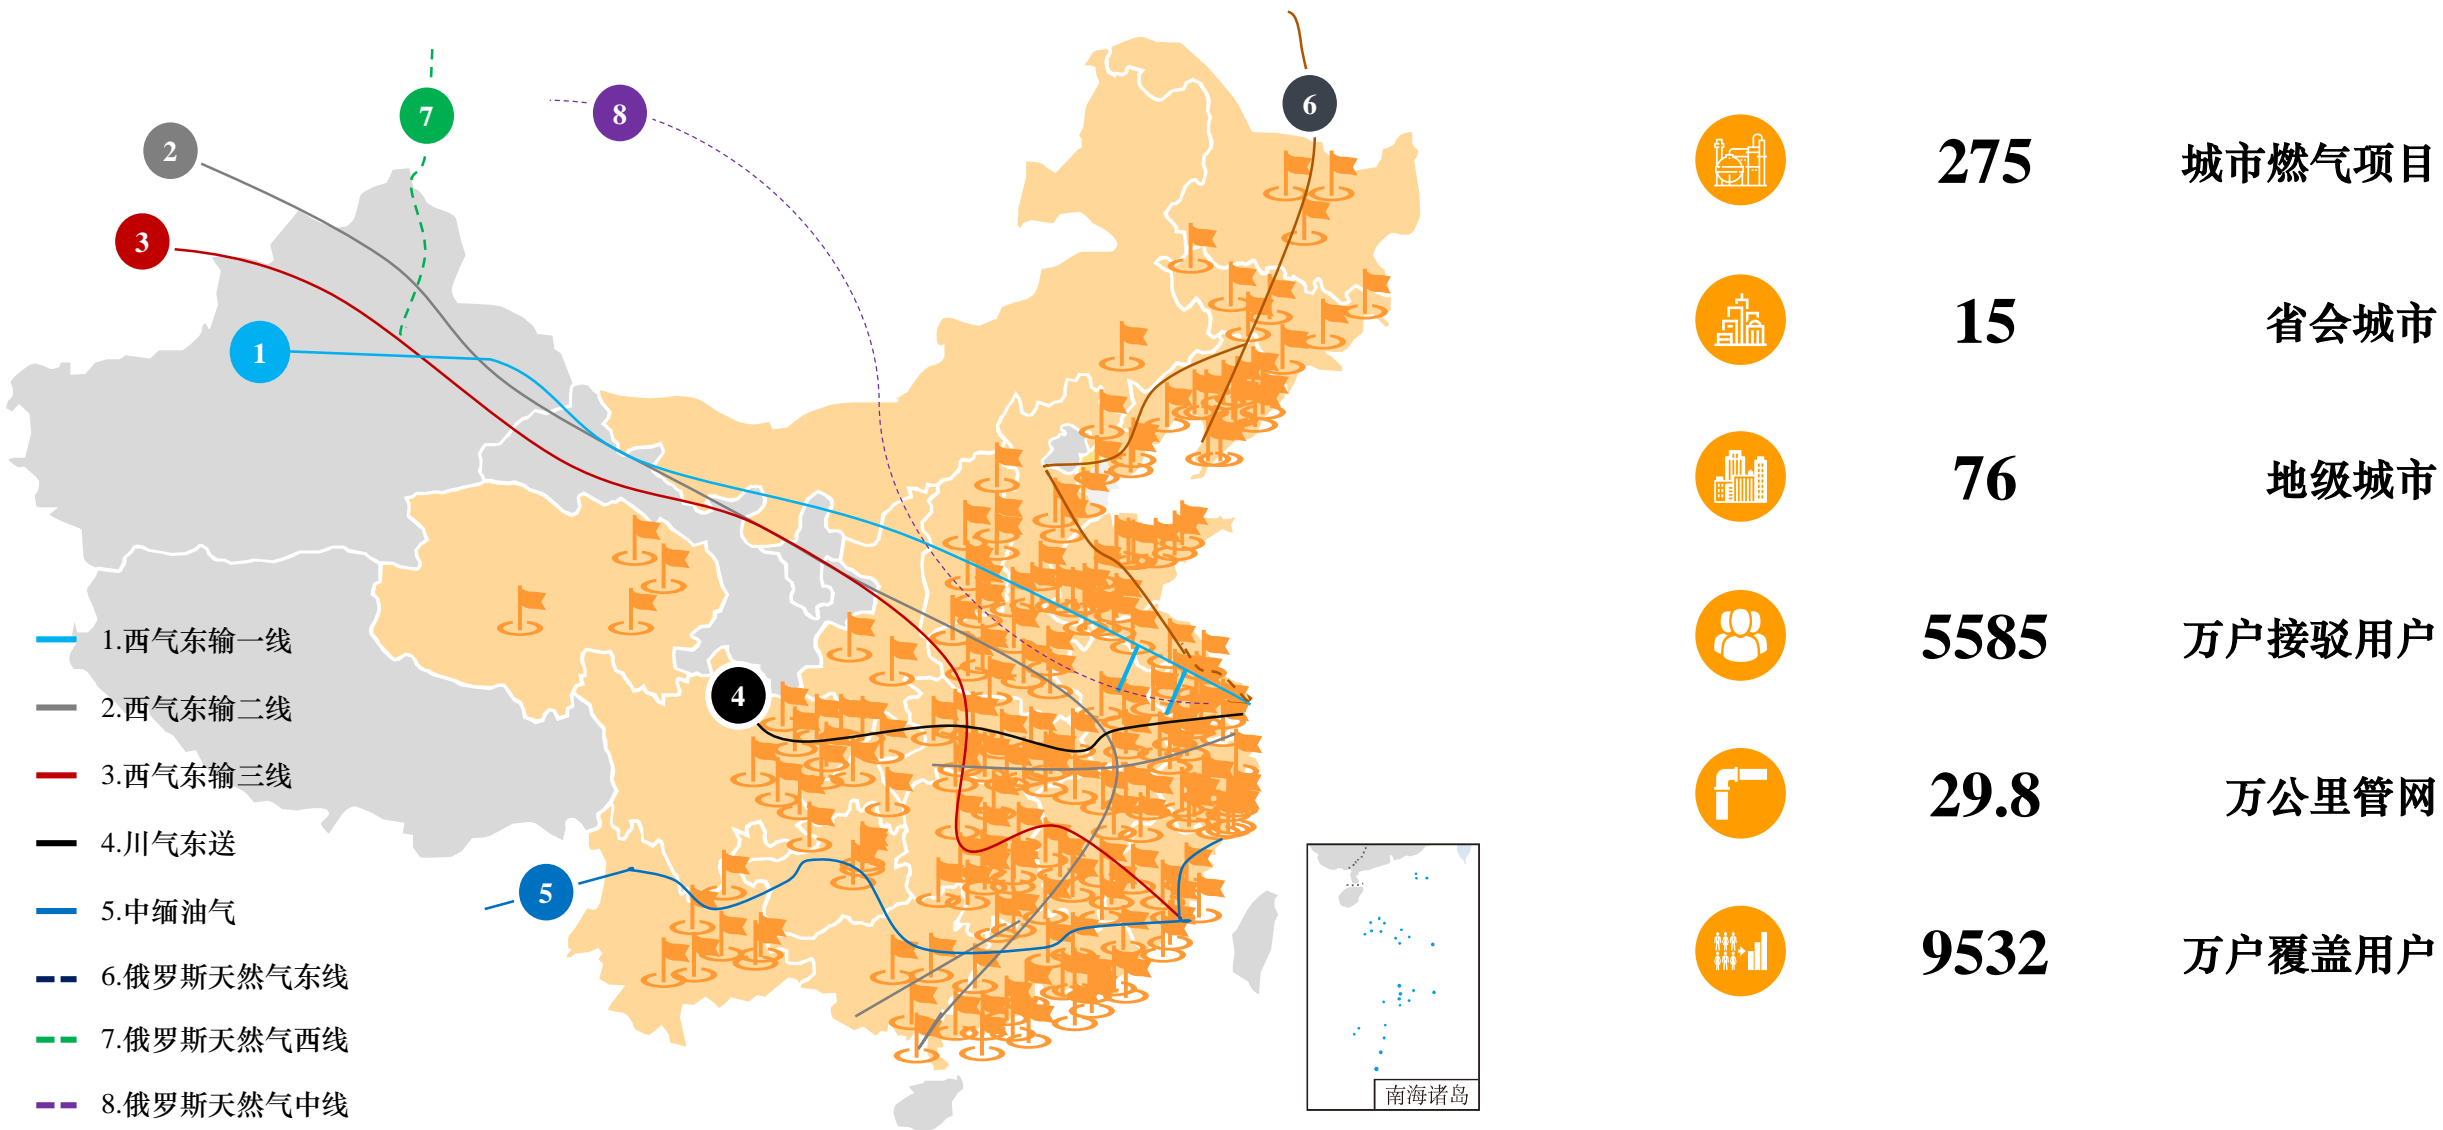 7
8
6
2
3
1
4
5
1.西气东输一线
2.西气东输二线
3.西气东输三线
4.川气东送
5.中缅油气
6.俄罗斯天然气东线
7.俄罗斯天然气西线
8.俄罗斯天然气中线
南海诸岛
275 城市燃气项目
15 省会城市
76 地级城市
5585 万户接驳用户
29.8 万公里管网
9532 万户覆盖用户